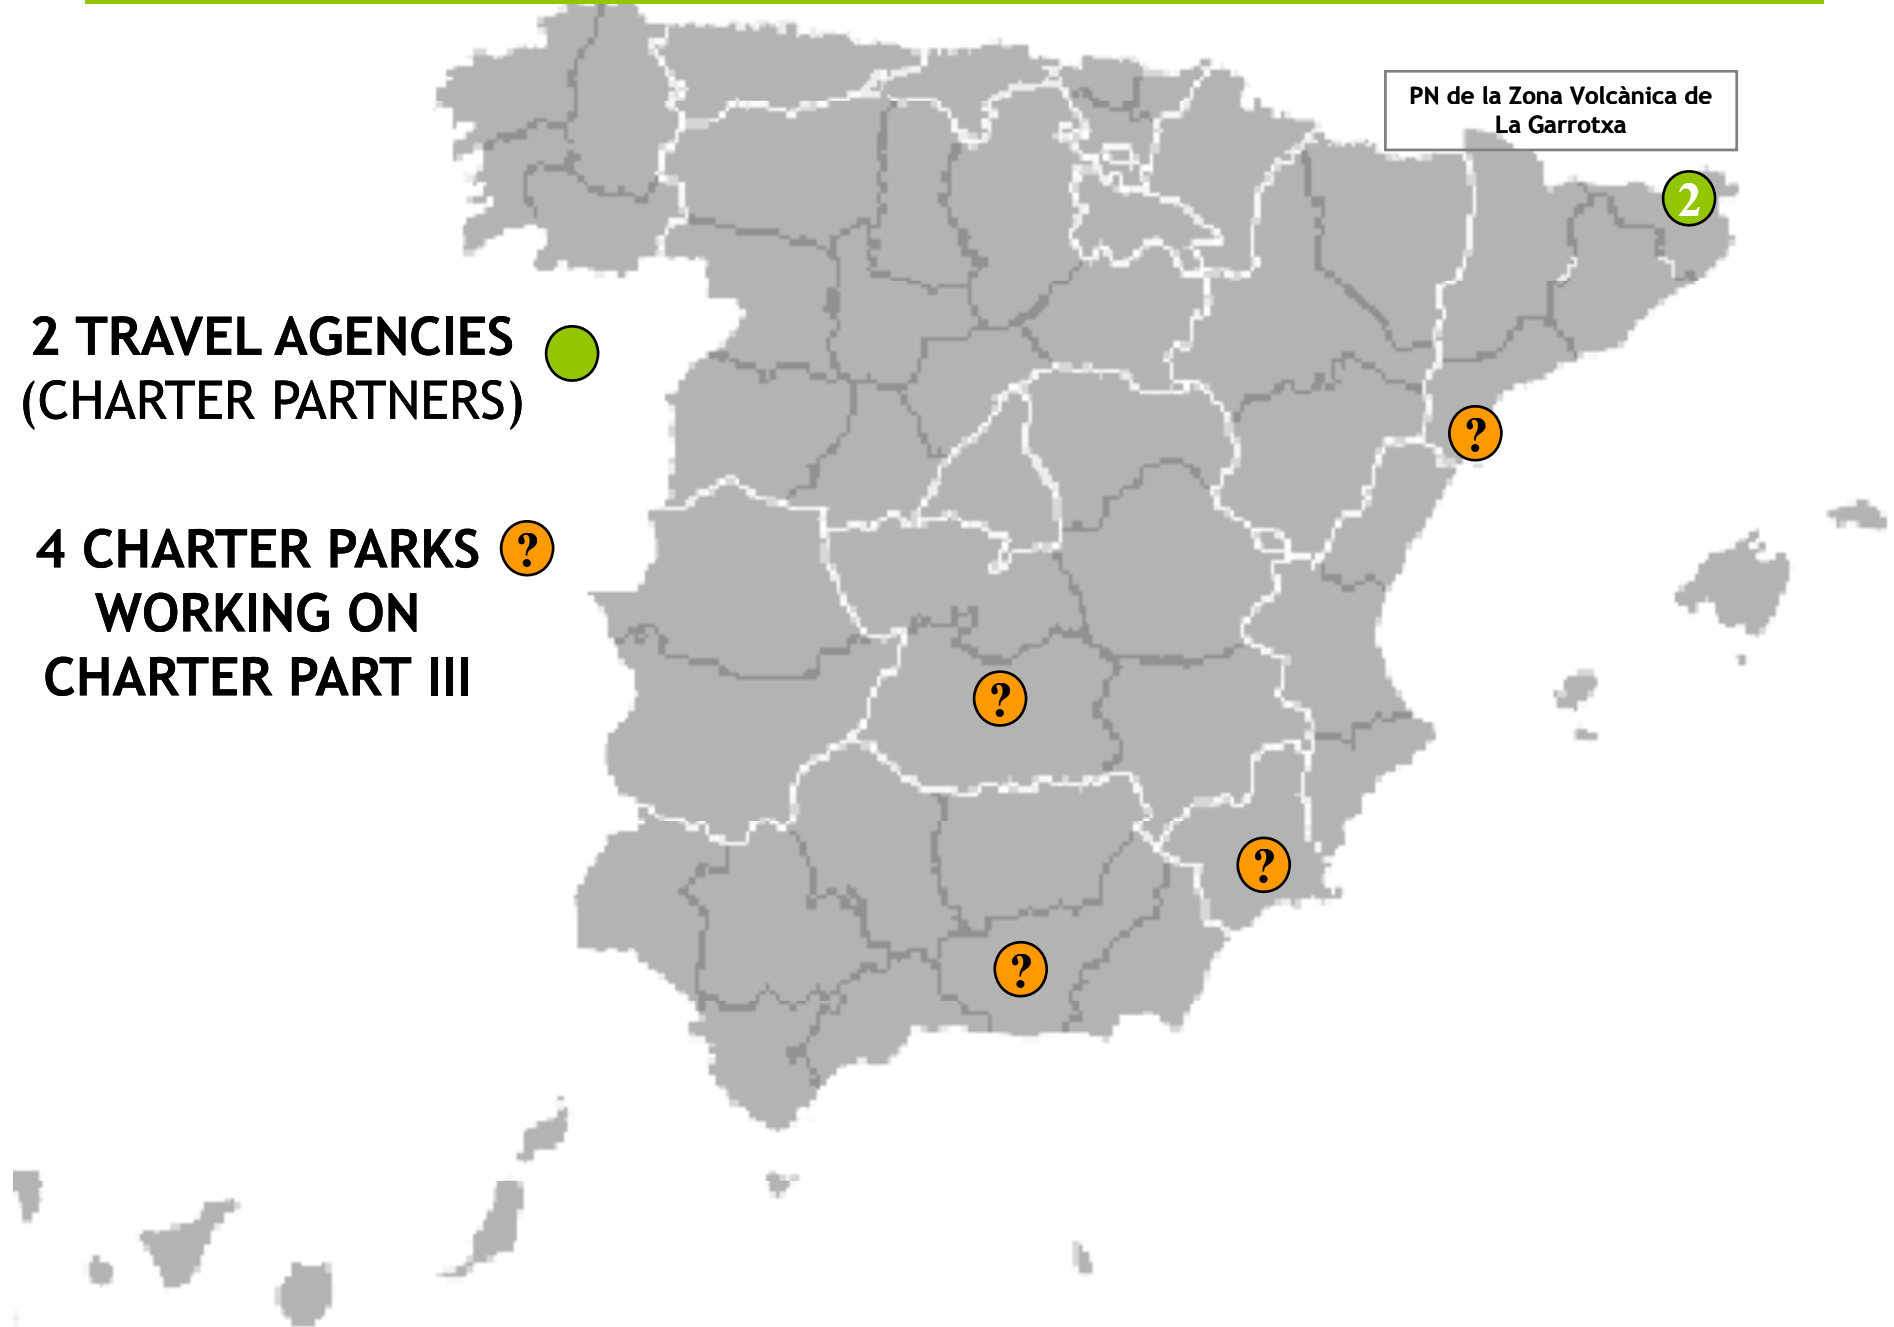 PN de la Zona Volcànica de
La Garrotxa
2
2 TRAVEL AGENCIES
(CHARTER PARTNERS)
?
4 CHARTER PARKS ?
WORKING ON
CHARTER PART III
?
?
?